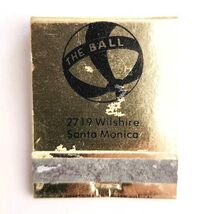 THE BALL
2719 Wilshire
Santa Monica